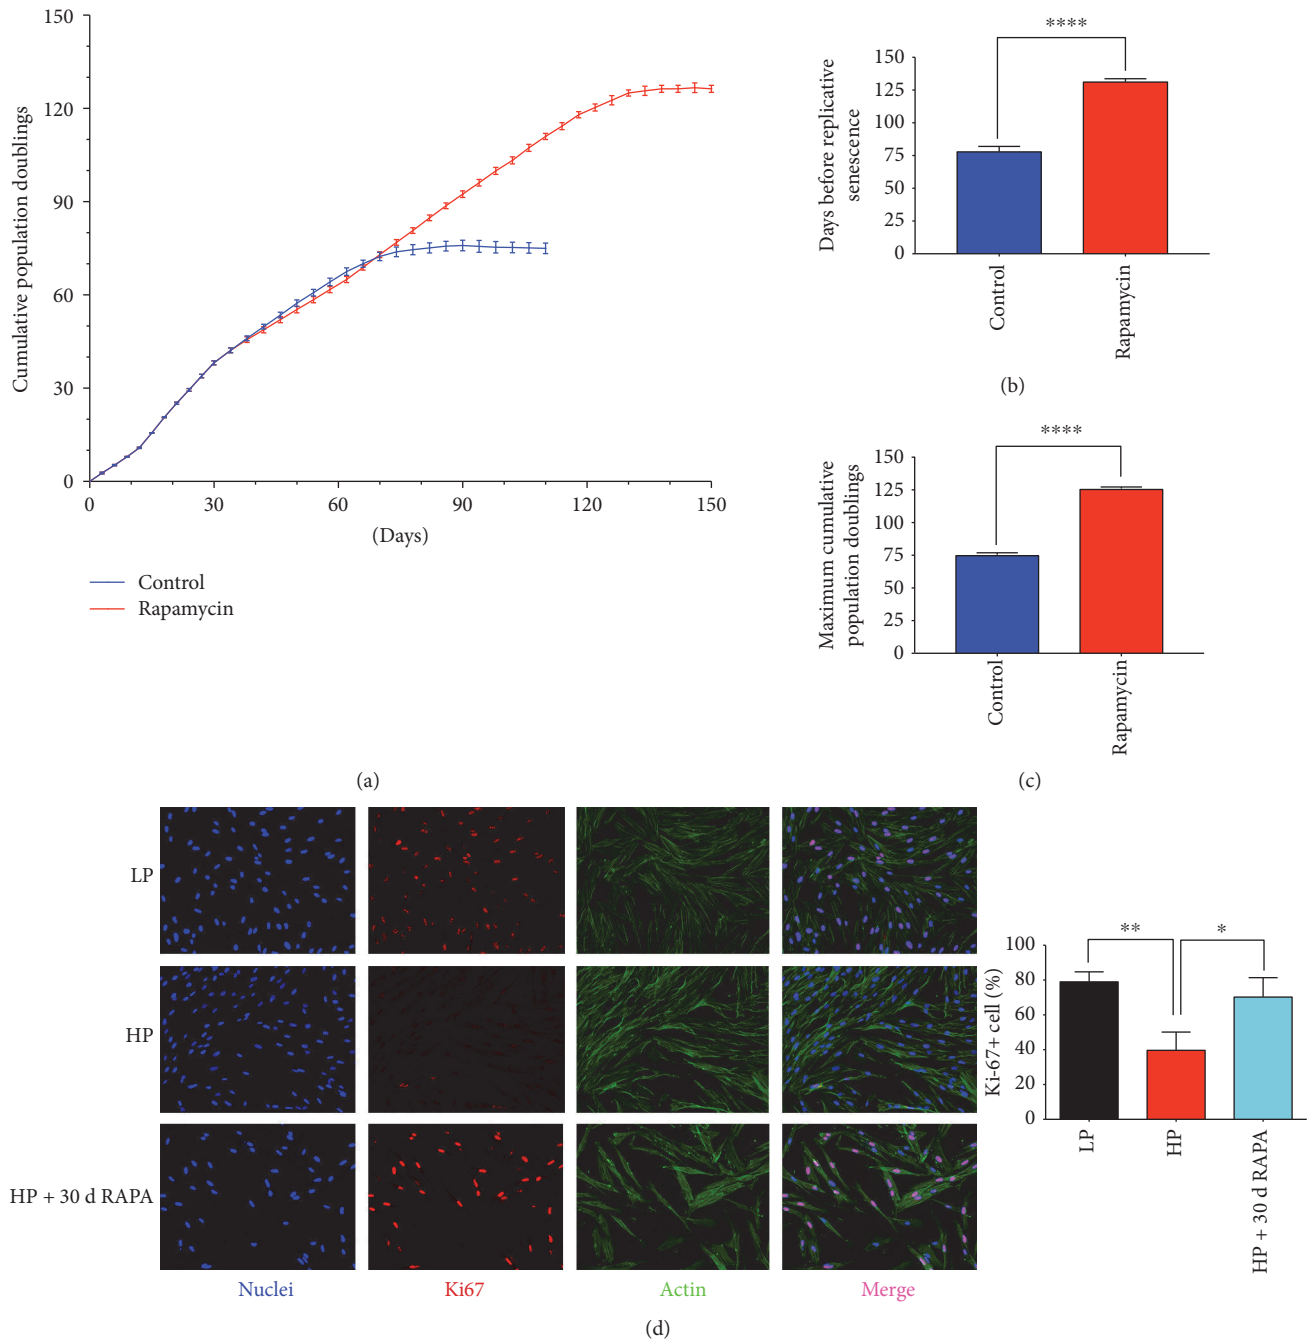 150
120
90
60
30
0
Cumulative population doublings
0 30 60 90 120 150
(Days)
Control
Rapamycin
(a)
****
150
125
100
75
50
25
0
Days before replicative
senescence
Control
Rapamycin
(b)
****
150
125
100
75
50
25
0
Maximum cumulative
population doublings
Control
Rapamycin
(c)
LP
HP
HP + 30 d RAPA
Nuclei Ki67 Actin Merge
** *
100
80
60
40
20
0
Ki-67+ cell (%)
LP
HP
HP + 30 d RAPA
(d)